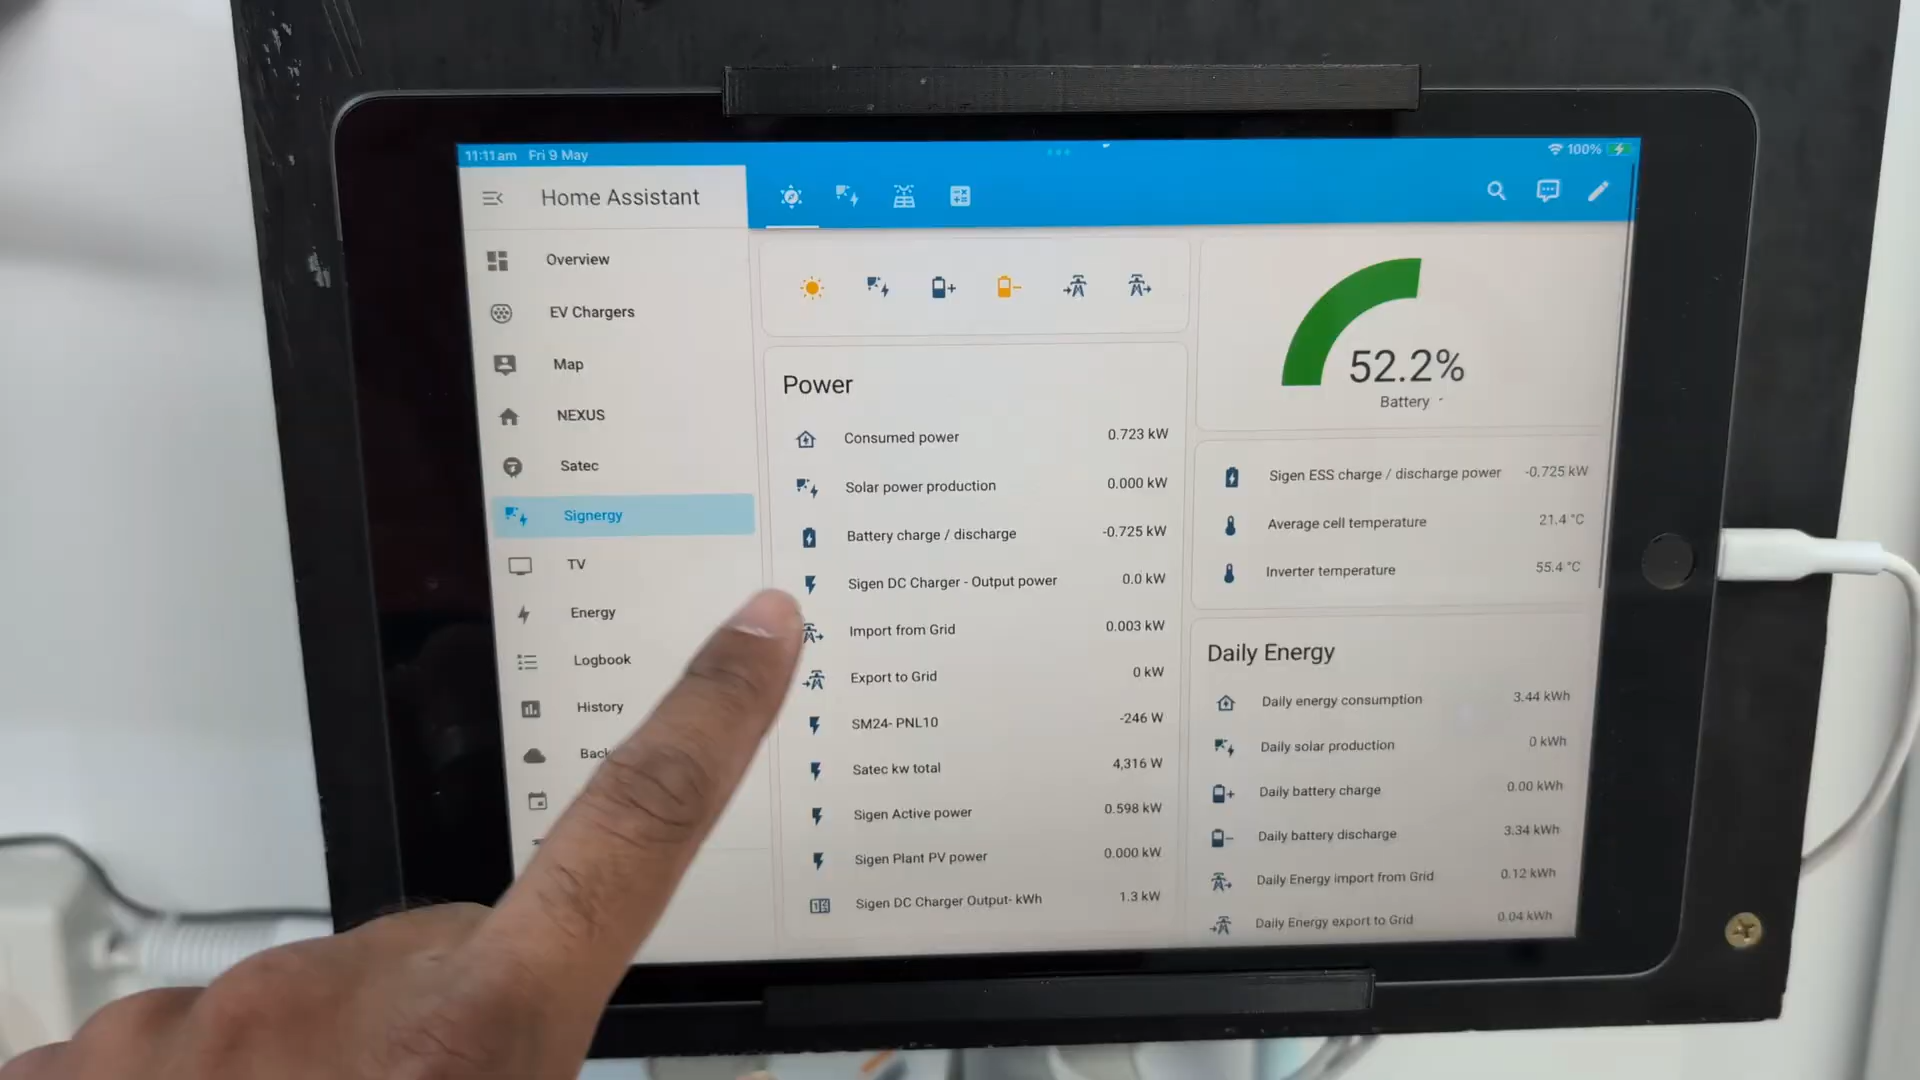 11:11 am Fri 9 May
100%
Home Assistant
Overview
EV Chargers
Map
NEXUS
Satec
Signergy
TV
Energy
Logbook
History
Power
Consumed power 0.723 kW
Solar power production 0.000 kW
Battery charge / discharge -0.725 kW
Sigen DC Charger - Output power 0.0 kW
Import from Grid 0.003 kW
Export to Grid 0 kW
SM24- PNL10 -246 W
Satec kw total 4,316 W
Sigen Active power 0.598 kW
Sigen Plant PV power 0.000 kW
Sigen DC Charger Output- kWh 1.3 kW
52.2%
Battery
Sigen ESS charge / discharge power -0.725 kW
Average cell temperature 21.4 °C
Inverter temperature 55.4 °C
Daily Energy
Daily energy consumption 3.44 kWh
Daily solar production 0 kWh
Daily battery charge 0.00 kWh
Daily battery discharge 3.34 kWh
Daily Energy import from Grid 0.12 kWh
Daily Energy export to Grid 0.04 kWh